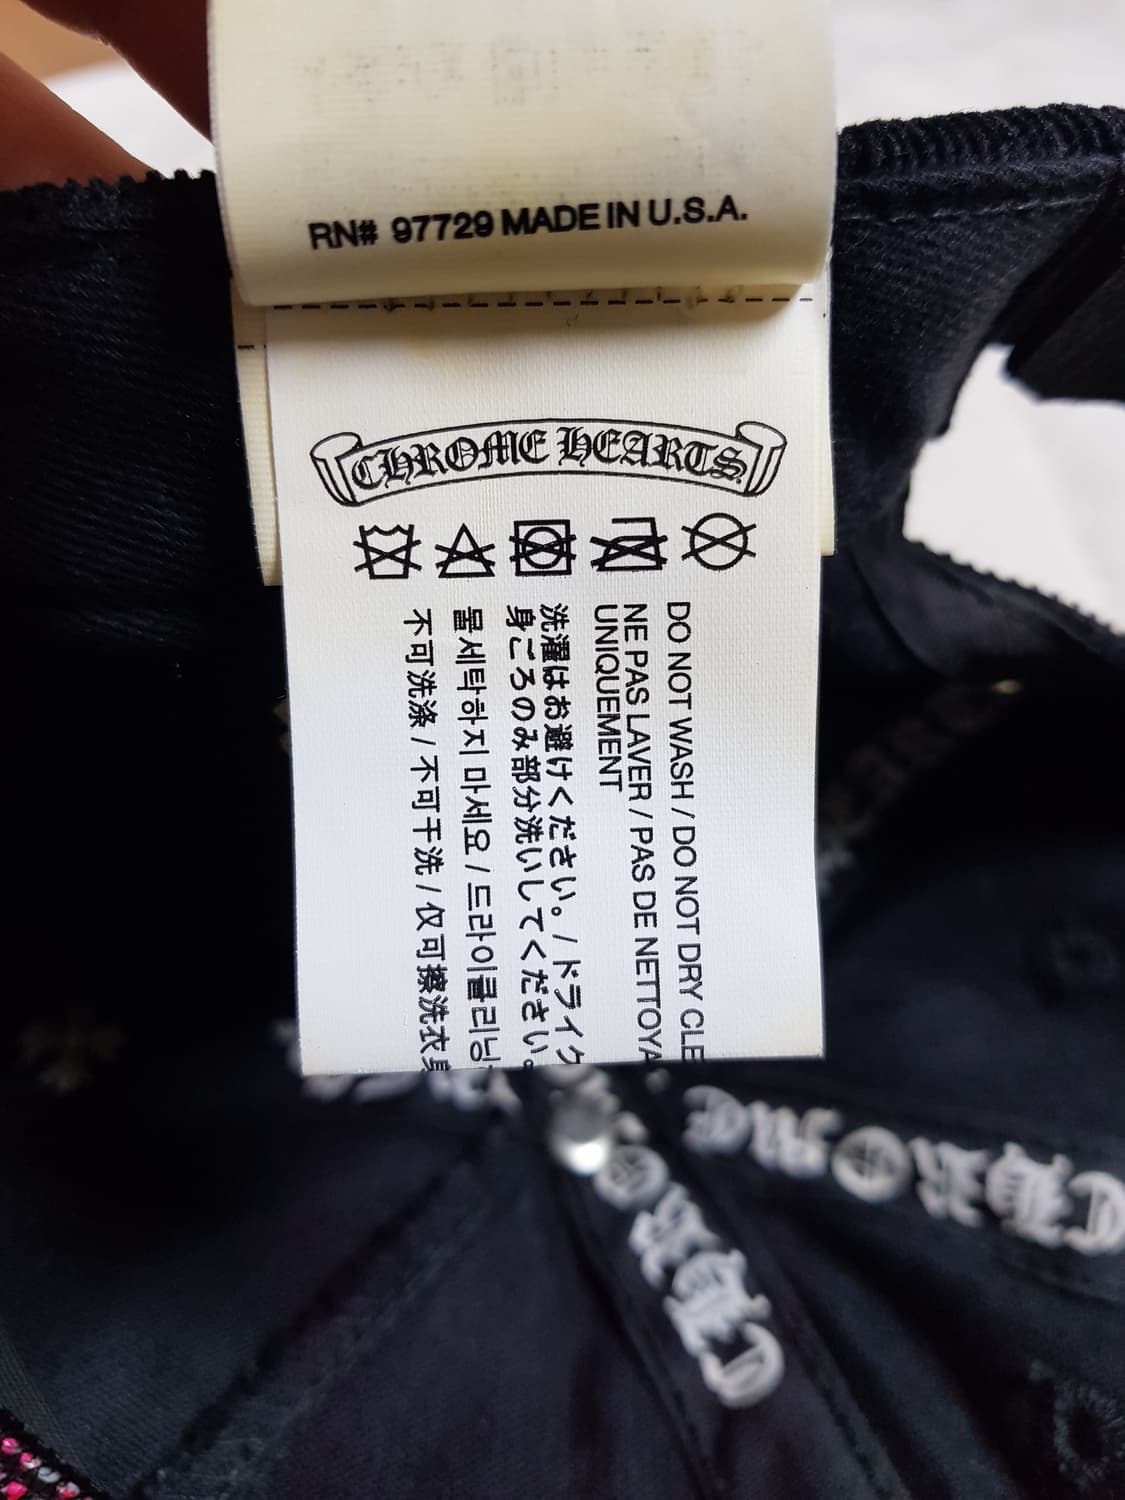 RN# 97729 MADE IN U.S.A.
CHROME HEARTS
DO NOT WASH / DO NOT DRY CLE
NE PAS LAVER / PAS DE NETTOYA
UNIQUEMENT
洗濯はお避けください。/ ドライク
身ごろのみ部分洗いしてください。
물세탁하지 마세요 / 드라이클리닝
不可洗涤 / 不可干洗 / 仅可擦洗衣身
CHROME
CHRO